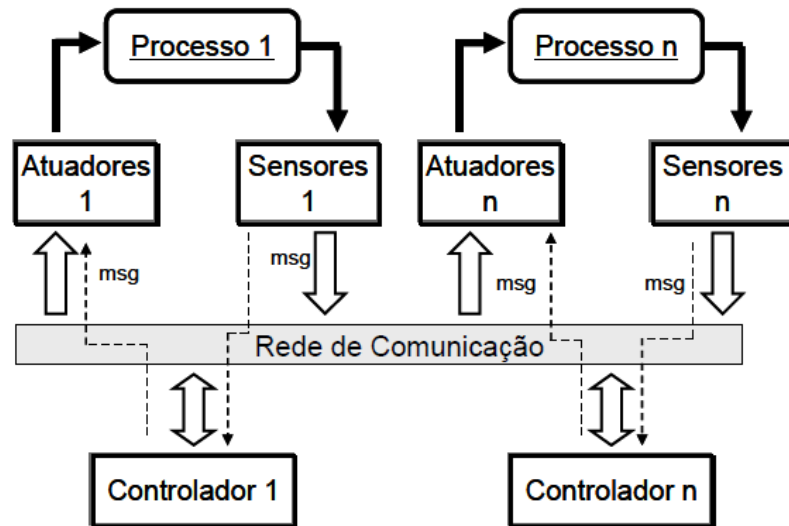 Processo 1
Processo n
Atuadores
1
Sensores
1
Atuadores
n
Sensores
n
msg
msg
msg
msg
Rede de Comunicação
Controlador 1
Controlador n